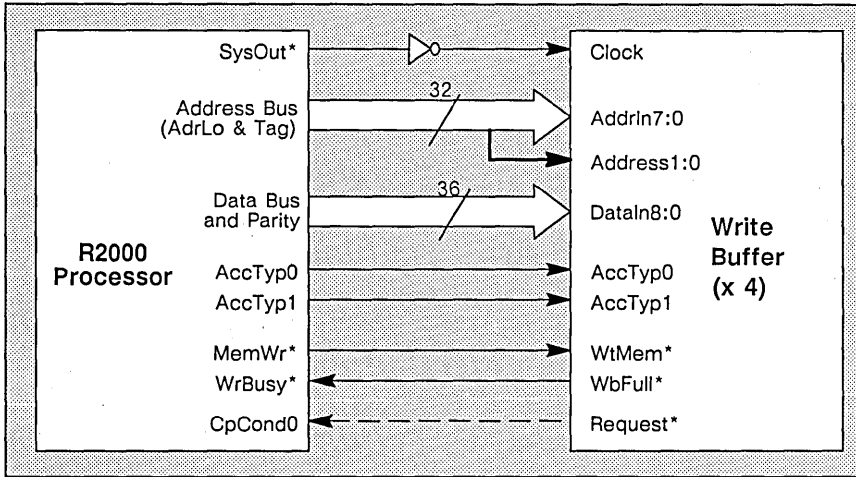 SysOut*
Clock
Address Bus
(AdrLo & Tag)
32
AddrIn7:0
Address1:0
Data Bus
and Parity
36
DataIn8:0
R2000
Processor
Write
Buffer
(x 4)
AccTyp0
AccTyp0
AccTyp1
AccTyp1
MemWr*
WtMem*
WrBusy*
WbFull*
CpCond0
Request*